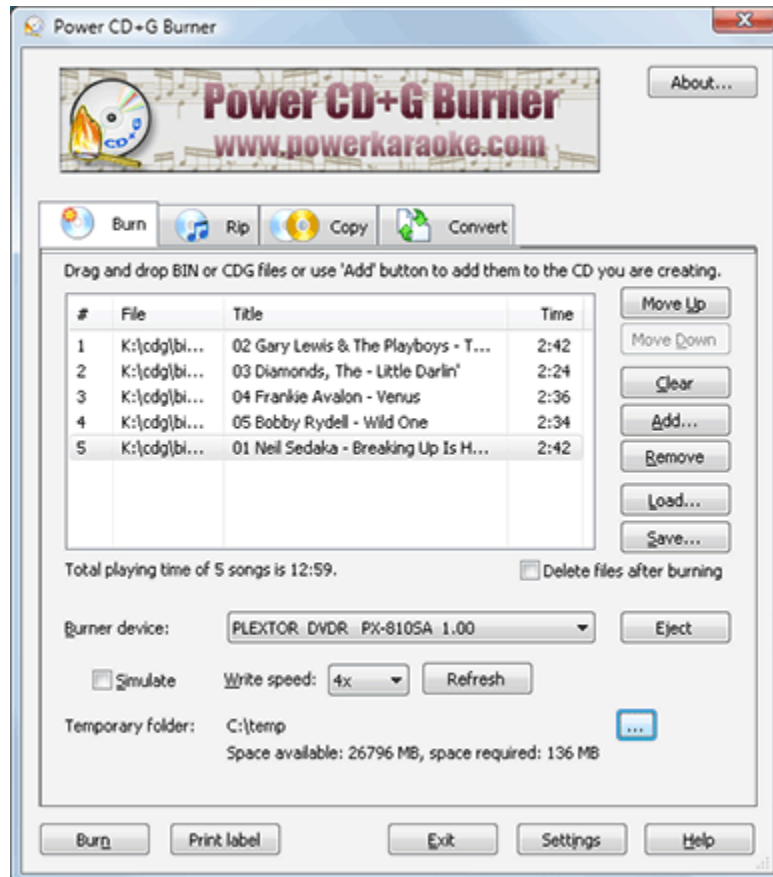 Power CD+G Burner
Power CD+G Burner
www.powerkaraoke.com
CD+G
About...
Burn Rip Copy Convert
Drag and drop BIN or CDG files or use 'Add' button to add them to the CD you are creating.
# File Title Time
1 K:\cdg\bi... 02 Gary Lewis & The Playboys - T... 2:42
2 K:\cdg\bi... 03 Diamonds, The - Little Darlin' 2:24
3 K:\cdg\bi... 04 Frankie Avalon - Venus 2:36
4 K:\cdg\bi... 05 Bobby Rydell - Wild One 2:34
5 K:\cdg\bi... 01 Neil Sedaka - Breaking Up Is H... 2:42
Move Up
Move Down
Clear
Add...
Remove
Load...
Save...
Total playing time of 5 songs is 12:59.
Delete files after burning
Burner device: PLEXTOR DVDR PX-810SA 1.00 Eject
Simulate Write speed: 4x Refresh
Temporary folder: C:\temp ...
Space available: 26796 MB, space required: 136 MB
Burn Print label Exit Settings Help